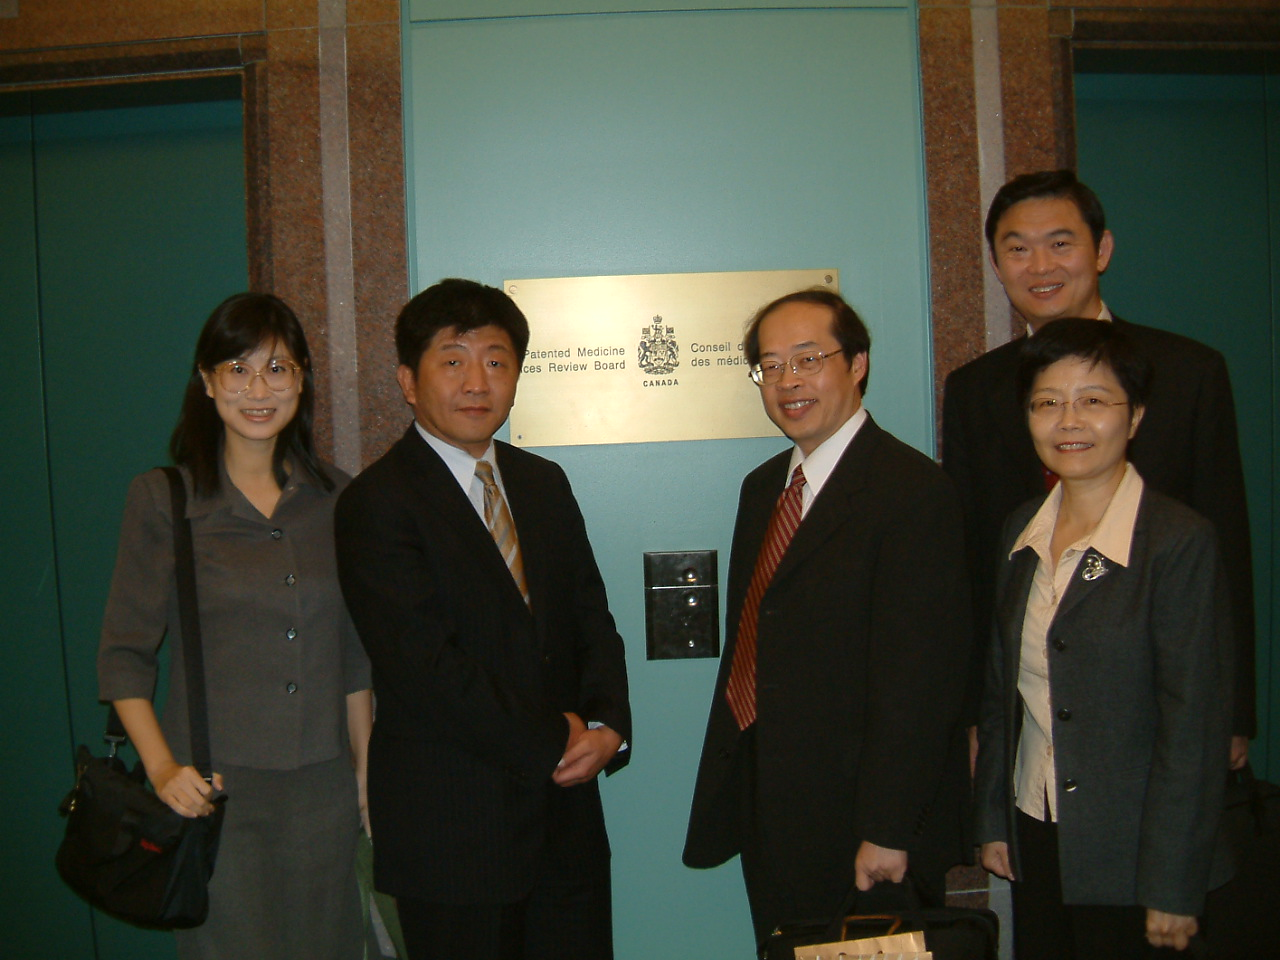 Patented Medicine
ces Review Board
CANADA
Conseil d
des médic